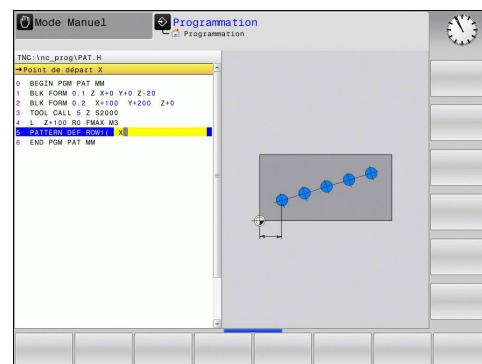 Mode Manuel
Programmation
Programmation
TNC:\nc_prog\PAT.H
→Point de départ X
0 BEGIN PGM PAT MM
1 BLK FORM 0.1 Z X+0 Y+0 Z-20
2 BLK FORM 0.2 X+100 Y+200 Z+0
3 TOOL CALL 5 Z S2000
4 L Z+100 R0 FMAX M3
5 PATTERN DEF ROW1( X
6 END PGM PAT MM